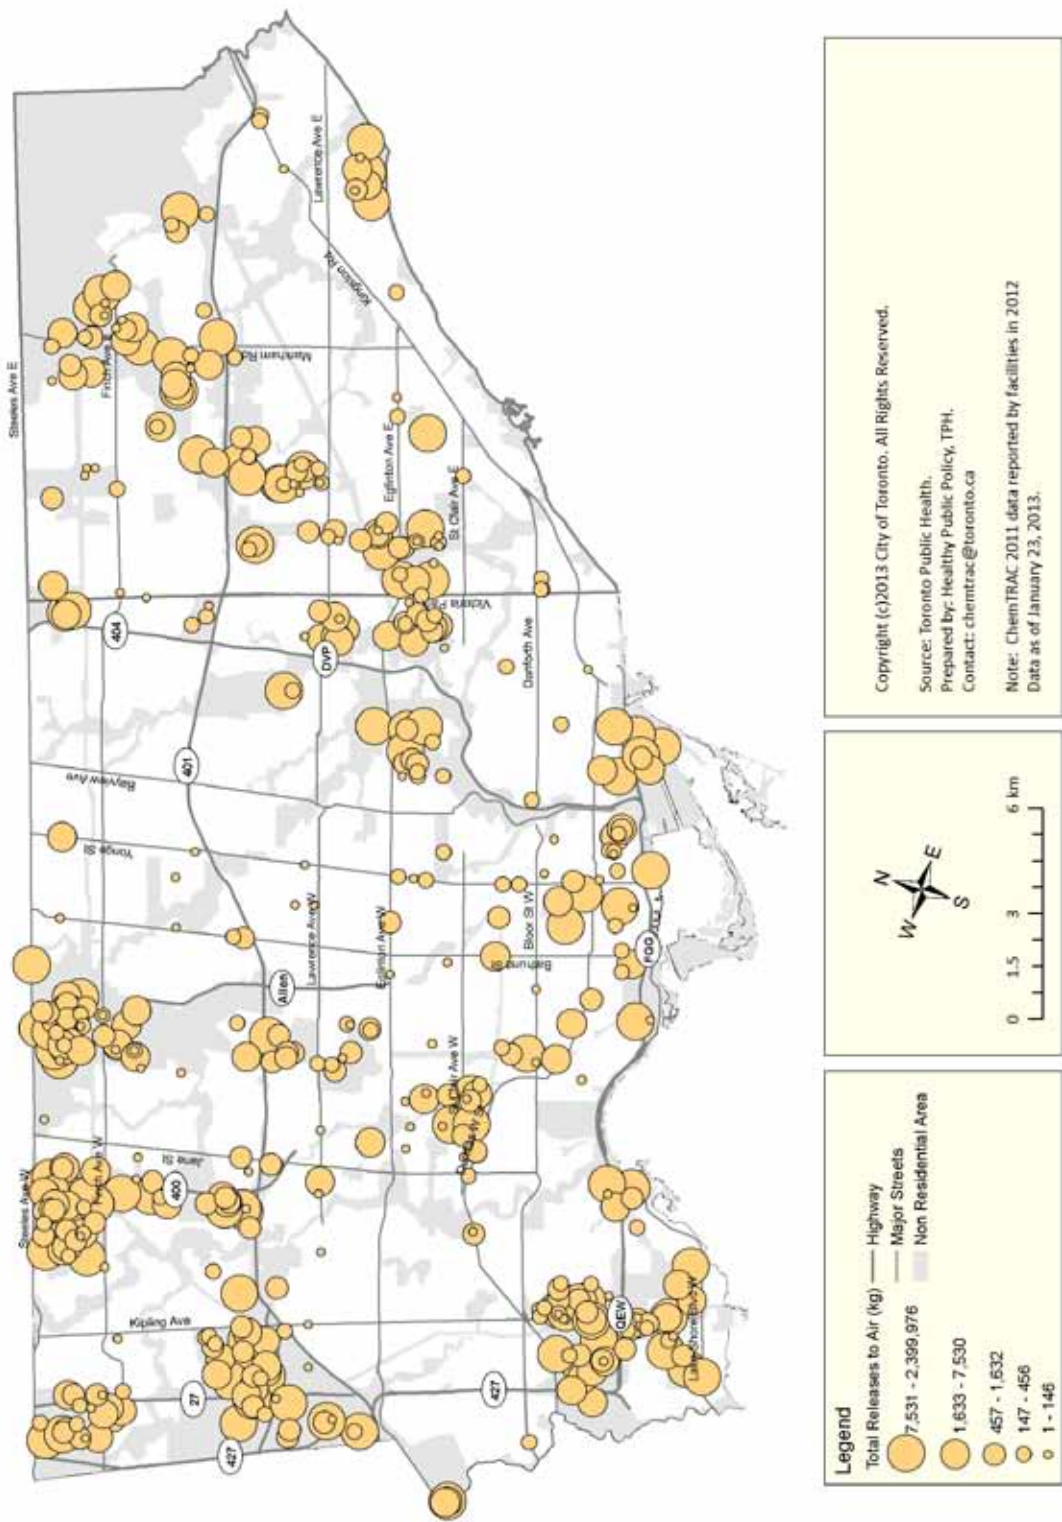 Steeles Ave E
Finch Ave E
Markham Rd
Lawrence Ave E
Kingston Rd
Eglinton Ave E
St Clair Ave E
404
DVP
Danforth Ave
401
Bayview Ave
Yonge St
Lawrence Ave W
Bloor St W
Bathurst St
Allen
FGG
Steeles Ave W
Finch Ave W
Jane St
400
St Clair Ave W
Kipling Ave
27
427
427
QEW
Legend
Total Releases to Air (kg)
7,531 - 2,399,976
1,633 - 7,530
457 - 1,632
147 - 456
1 - 146
Highway
Major Streets
Non Residential Area
N
W
E
S
0 1.5 3 6 km
Copyright (c)2013 City of Toronto. All Rights Reserved.
Source: Toronto Public Health.
Prepared by: Healthy Public Policy, TPH.
Contact: chemtrac@toronto.ca
Note: ChemTRAC 2011 data reported by facilities in 2012
Data as of January 23, 2013.